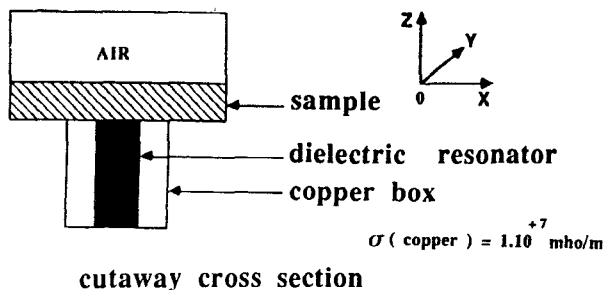 AIR
Z
Y
0
X
sample
dielectric resonator
copper box
σ ( copper ) = 1.10 +7 mho/m
cutaway cross section